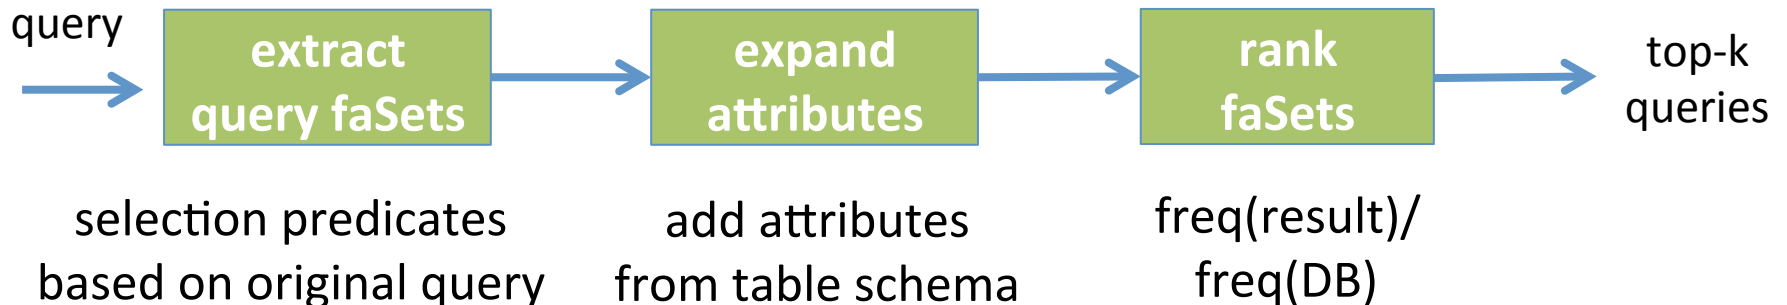 query
extract
query faSets
expand
attributes
rank
faSets
top-k
queries
selection predicates
based on original query
add attributes
from table schema
freq(result)/
freq(DB)